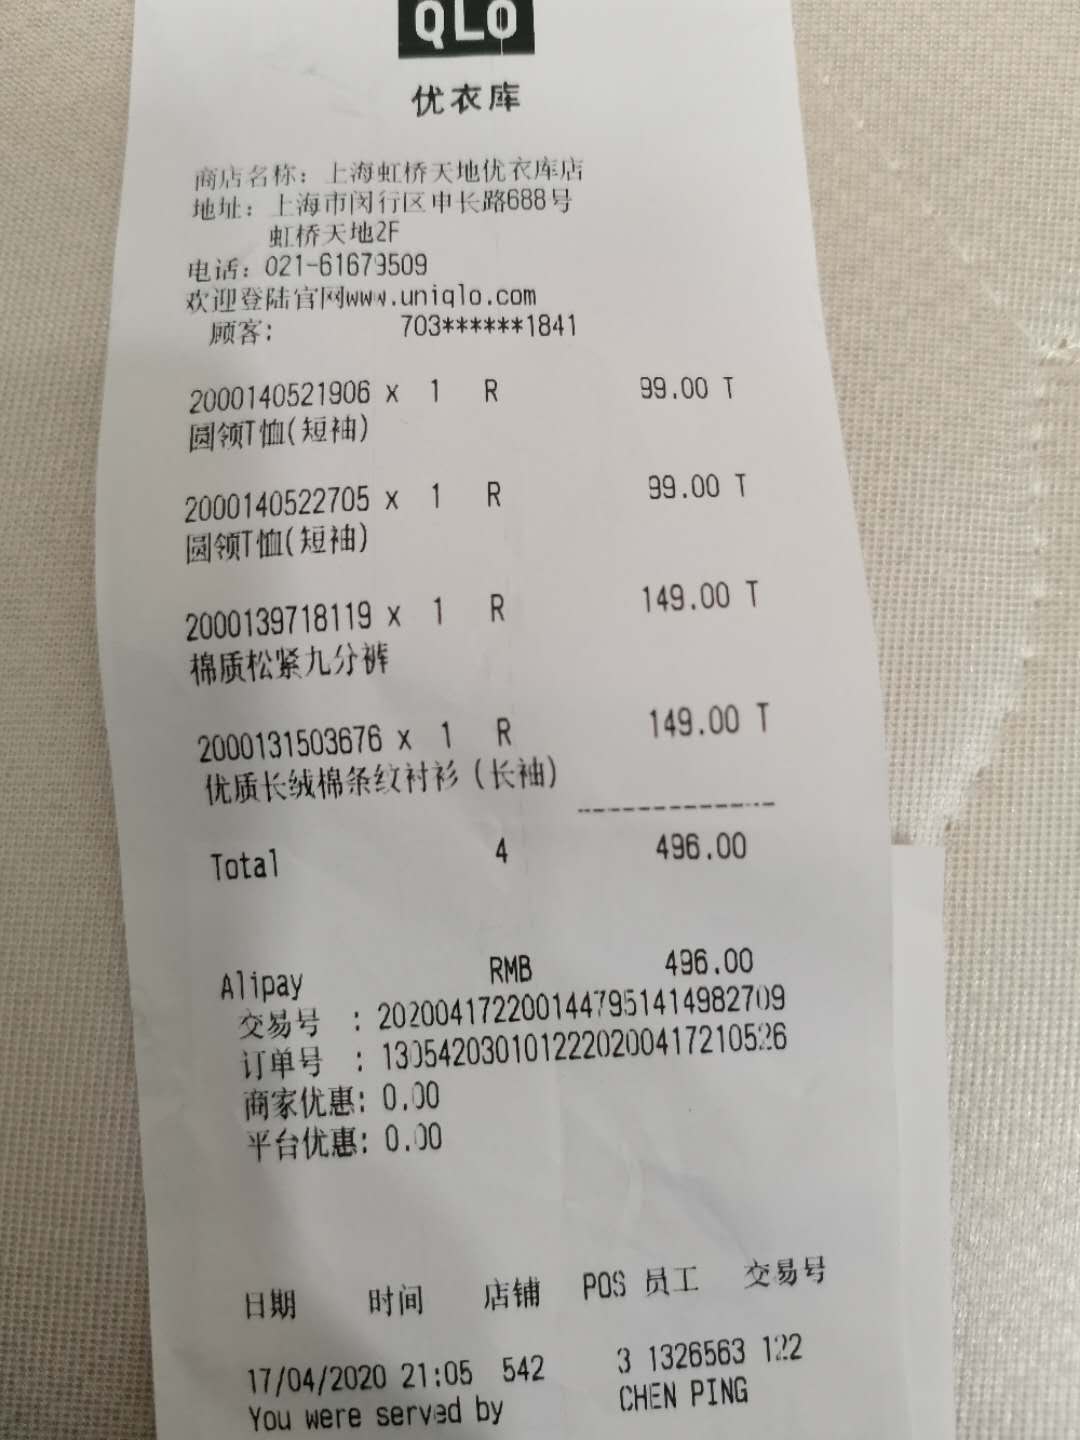 QLO
优衣库
商店名称: 上海虹桥天地优衣库店
地址: 上海市闵行区申长路688号
虹桥天地2F
电话: 021-61679509
欢迎登陆官网www.uniqlo.com
顾客: 703******1841
2000140521906 x 1 R 99.00 T
圆领T恤(短袖)
2000140522705 x 1 R 99.00 T
圆领T恤(短袖)
2000139718119 x 1 R 149.00 T
棉质松紧九分裤
2000131503676 x 1 R 149.00 T
优质长绒棉条纹衬衫 (长袖)
Total 4 496.00
Alipay RMB 496.00
交易号 : 2020041722001447951414982709
订单号 : 1305420301012220200417210526
商家优惠: 0.00
平台优惠: 0.00
日期 时间 店铺 POS 员工 交易号
17/04/2020 21:05 542 3 1326563 122
You were served by CHEN PING